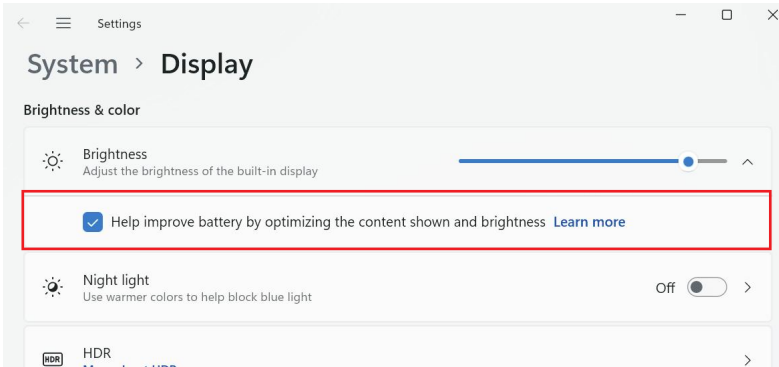 Settings
System > Display
Brightness & color
Brightness
Adjust the brightness of the built-in display
Help improve battery by optimizing the content shown and brightness Learn more
Night light
Use warmer colors to help block blue light
Off
HDR
HDR